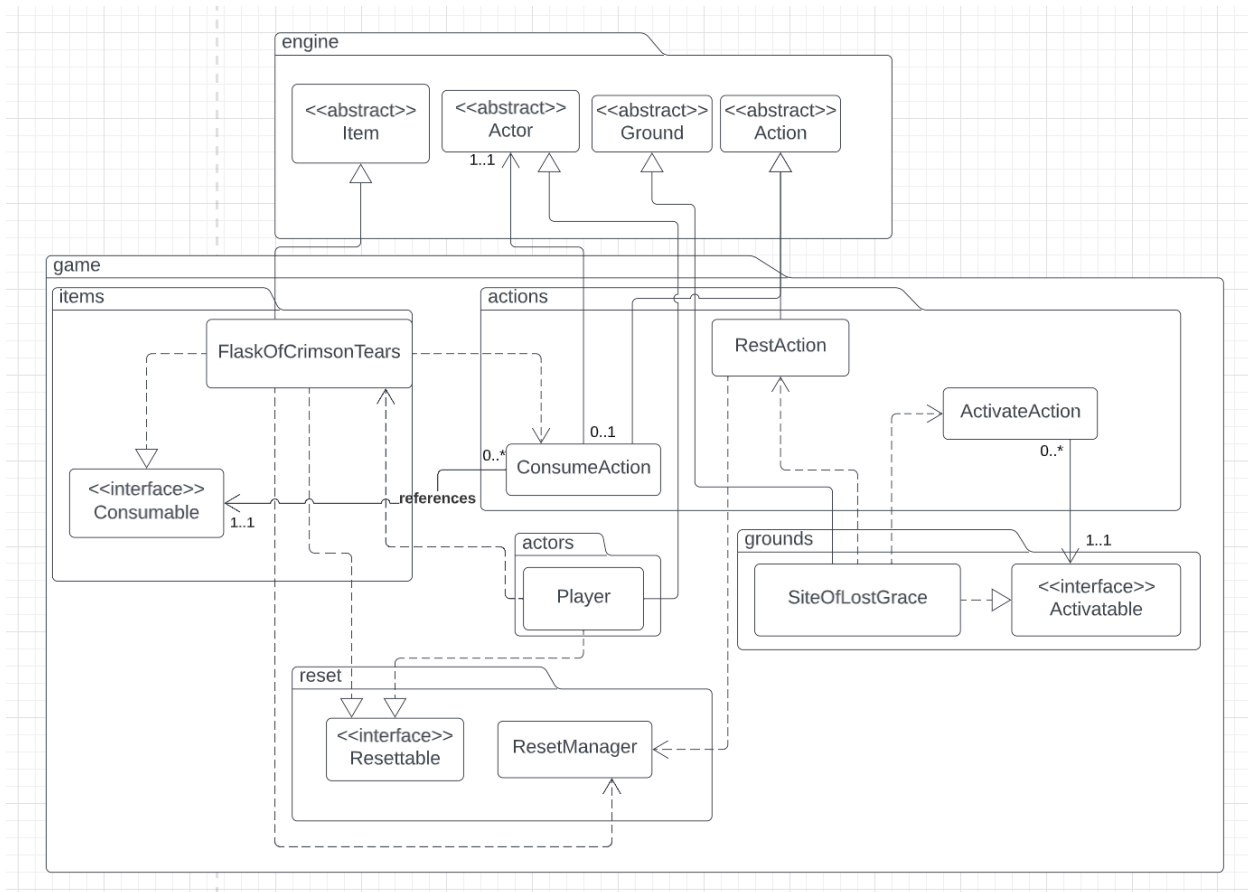 engine
<<abstract>>
Item
<<abstract>>
Actor
<<abstract>>
Ground
<<abstract>>
Action
1..1
game
items
actions
FlaskOfCrimsonTears
RestAction
ActivateAction
0..1
0..*
0..*
ConsumeAction
<<interface>>
Consumable
references
1..1
actors
Player
grounds
1..1
SiteOfLostGrace
<<interface>>
Activatable
reset
<<interface>>
Resettable
ResetManager